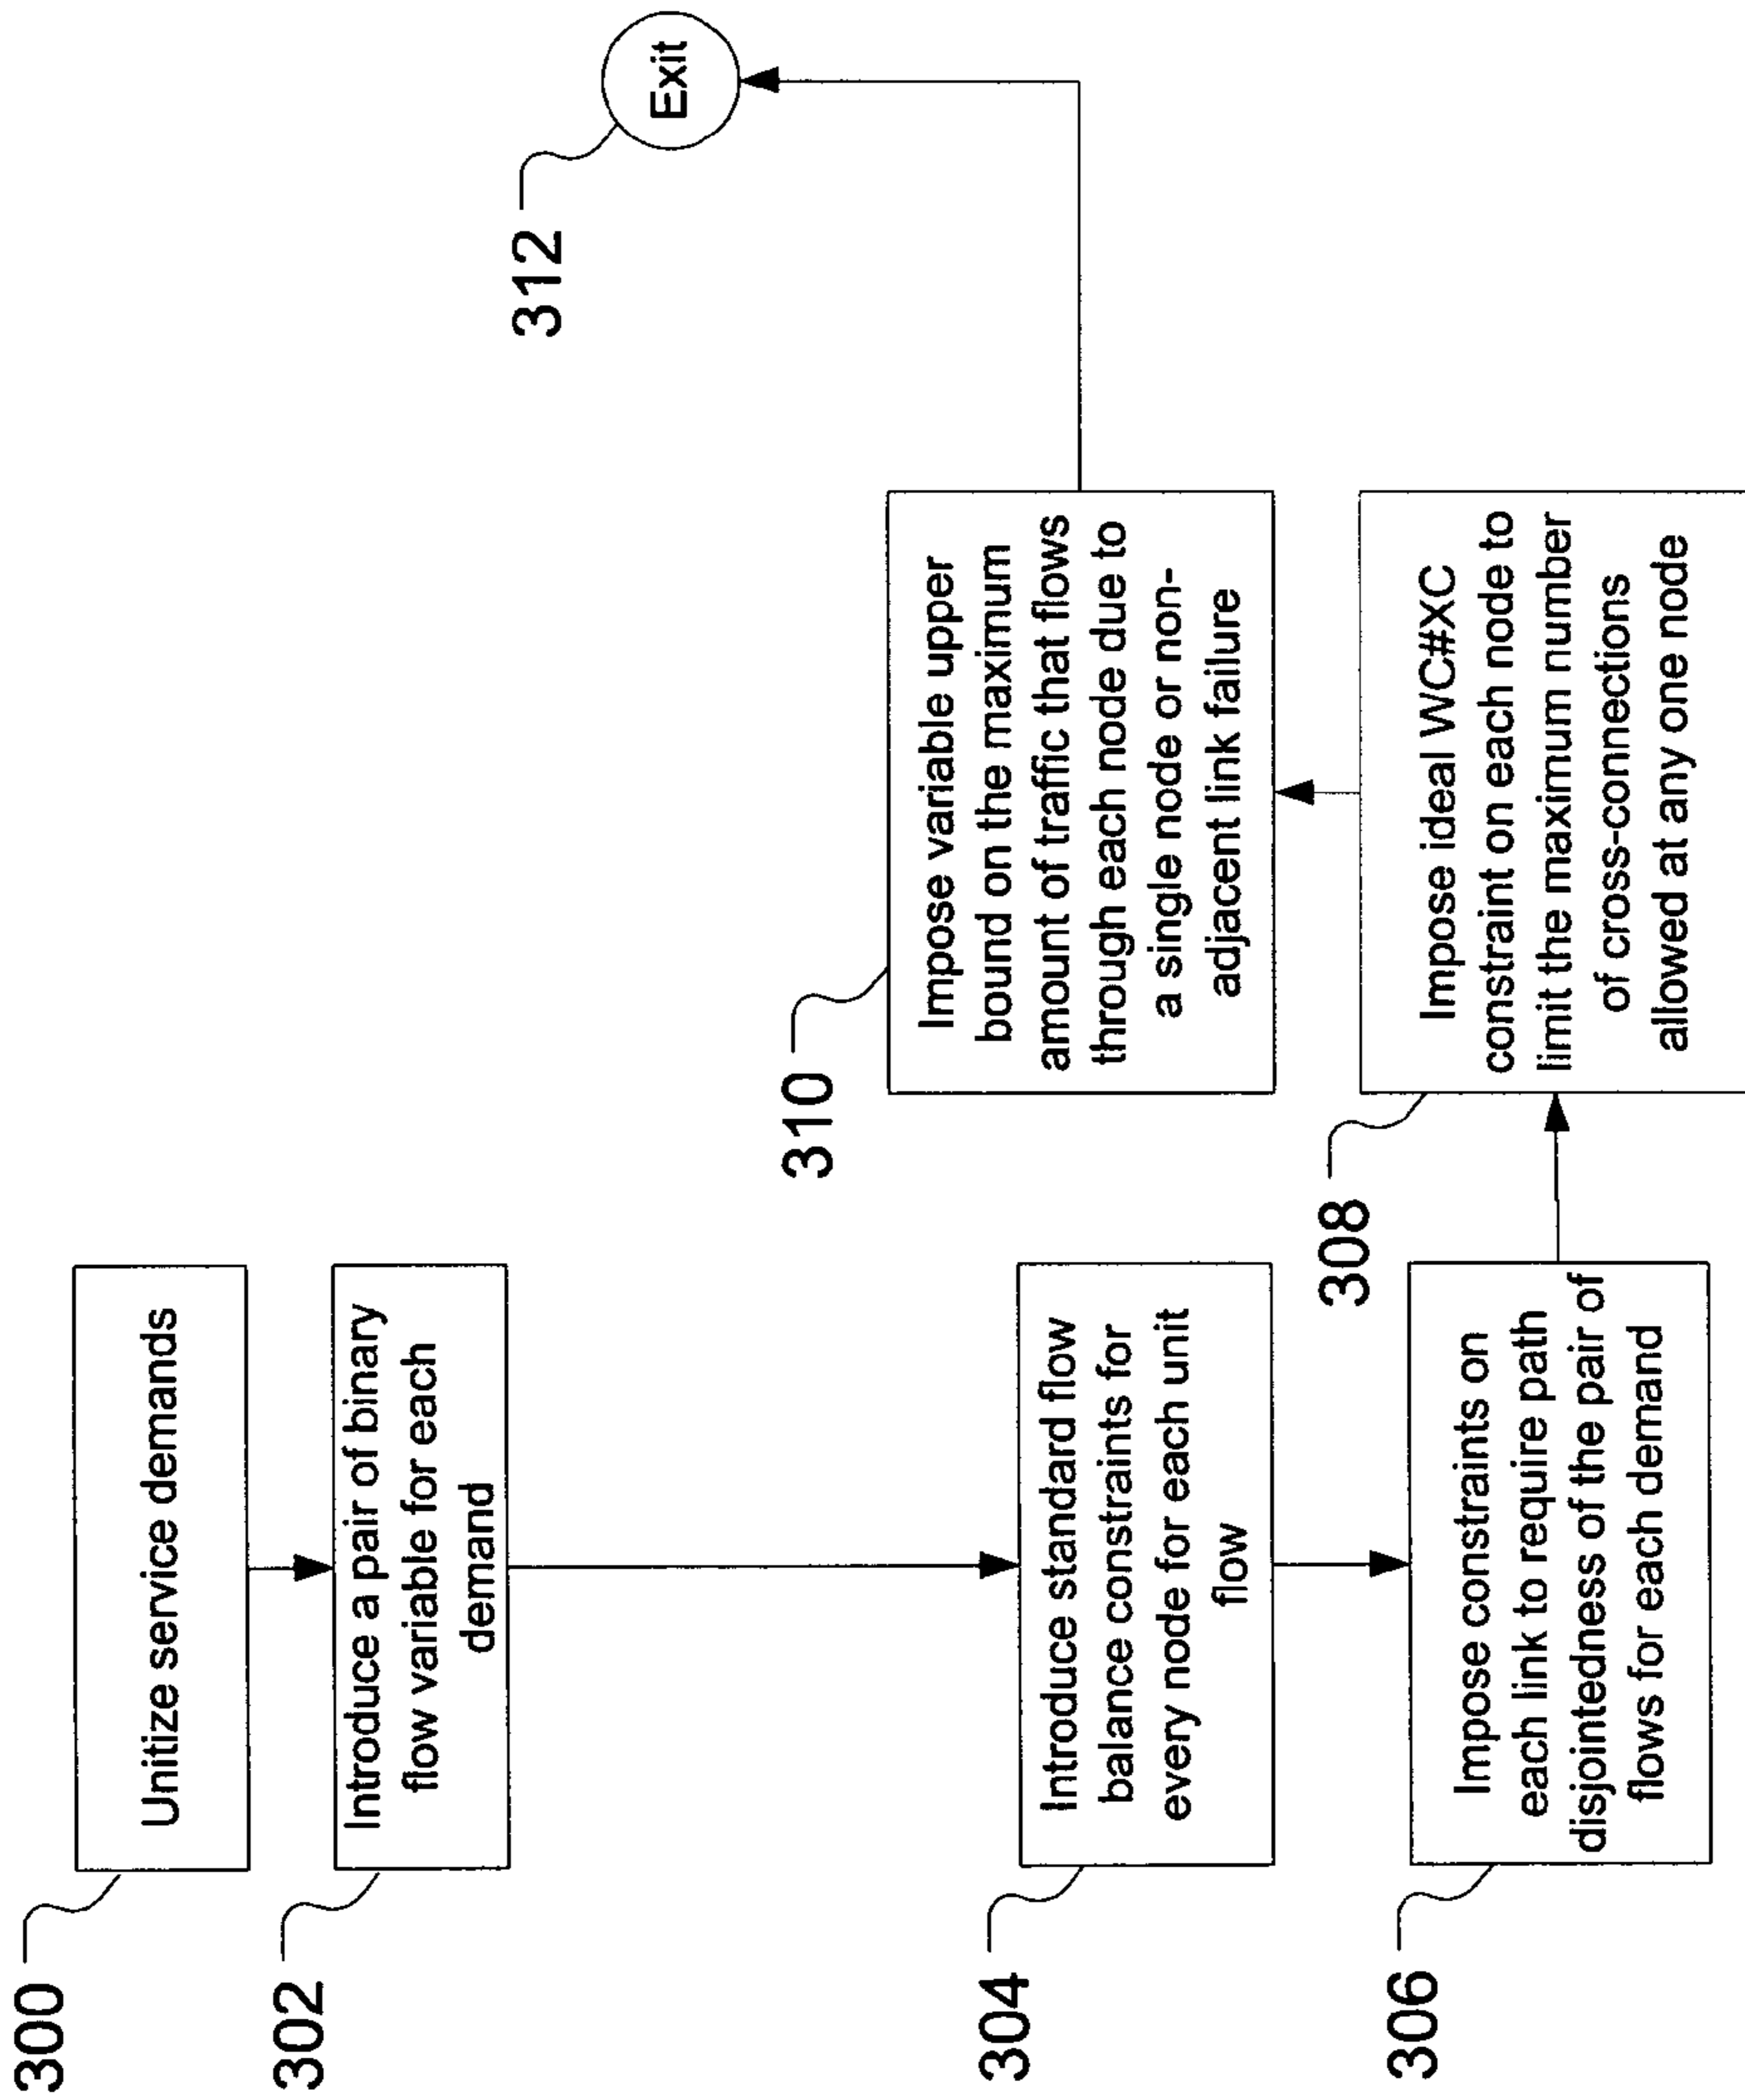 300
Unitize service demands
302
Introduce a pair of binary
flow variable for each
demand
304
Introduce standard flow
balance constraints for
every node for each unit
flow
306
Impose constraints on
each link to require path
disjointedness of the pair of
flows for each demand
308
Impose ideal WC#XC
constraint on each node to
limit the maximum number
of cross-connections
allowed at any one node
310
Impose variable upper
bound on the maximum
amount of traffic that flows
through each node due to
a single node or non-
adjacent link failure
312
Exit